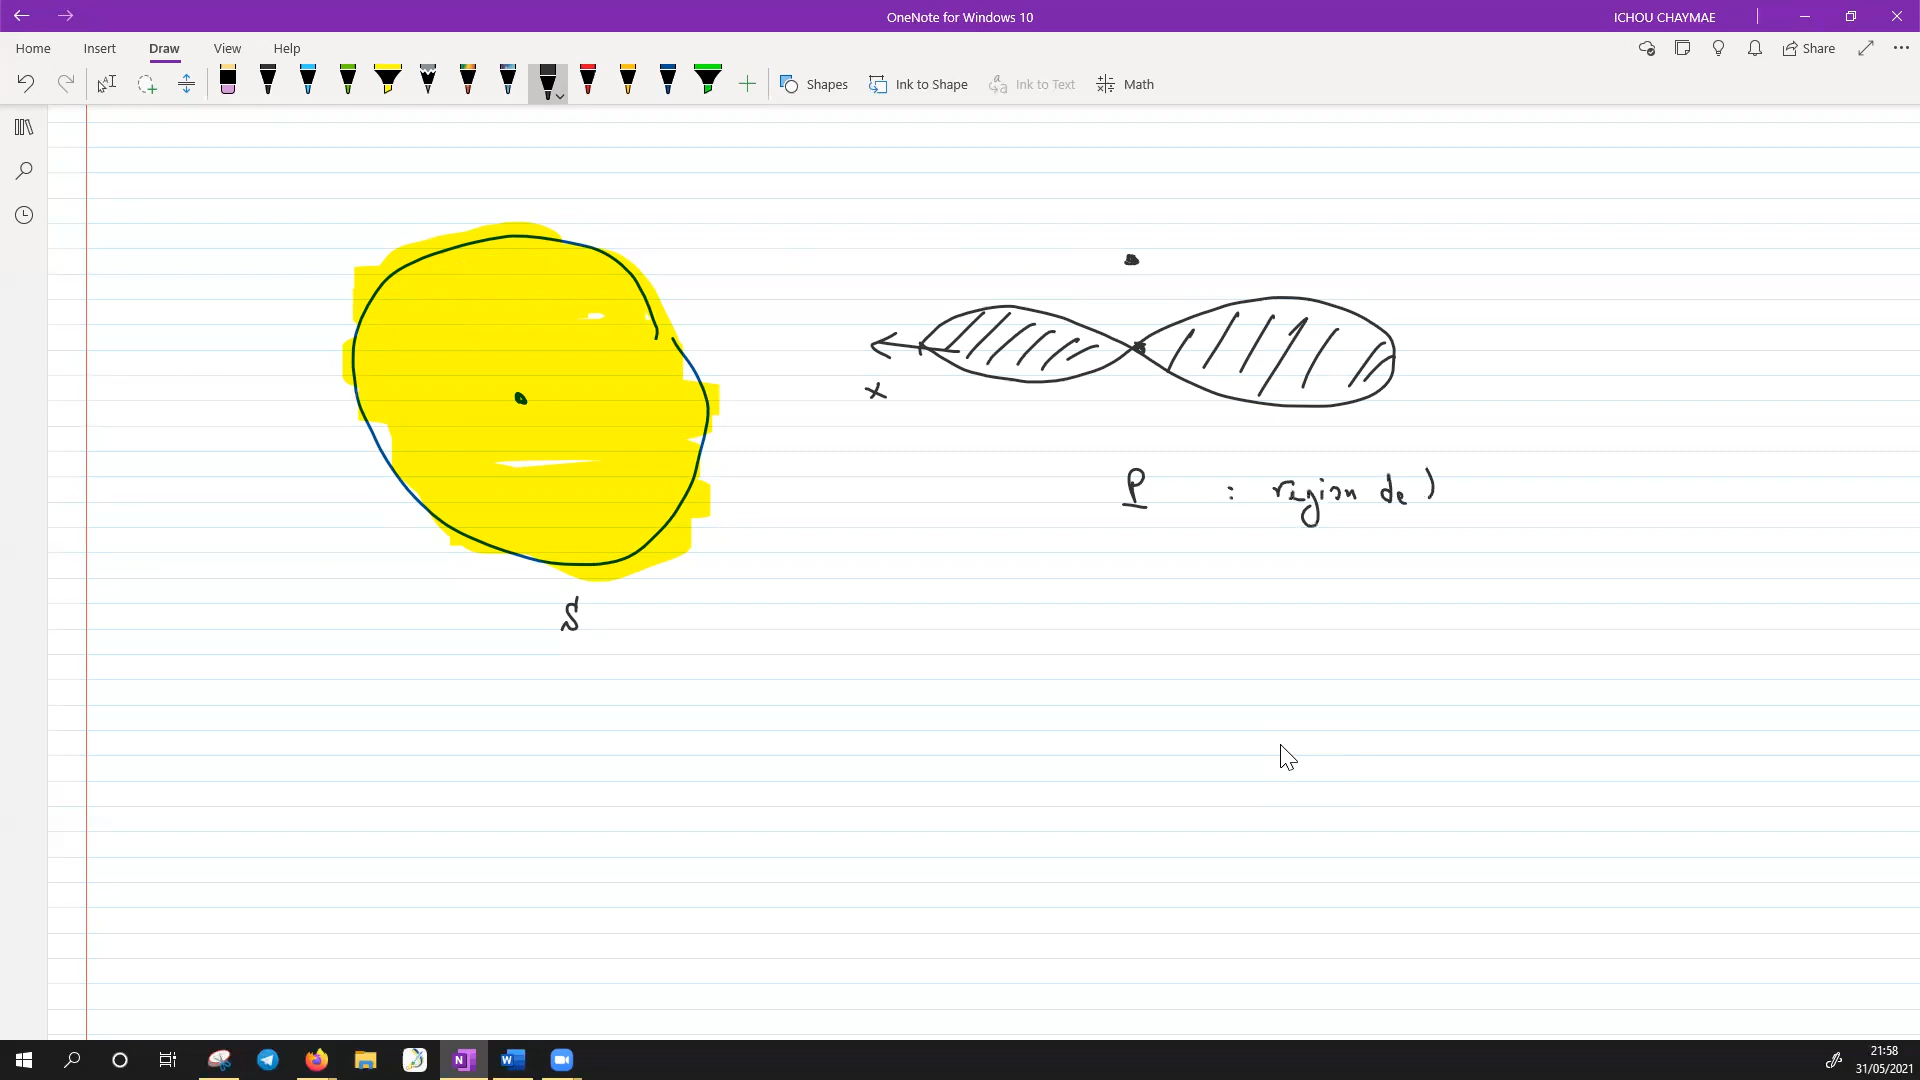 OneNote for Windows 10
ICHOU CHAYMAE
Home Insert Draw View Help
Share
Shapes Ink to Shape Ink to Text Math
x
P : region de )
S
21:58
31/05/2021